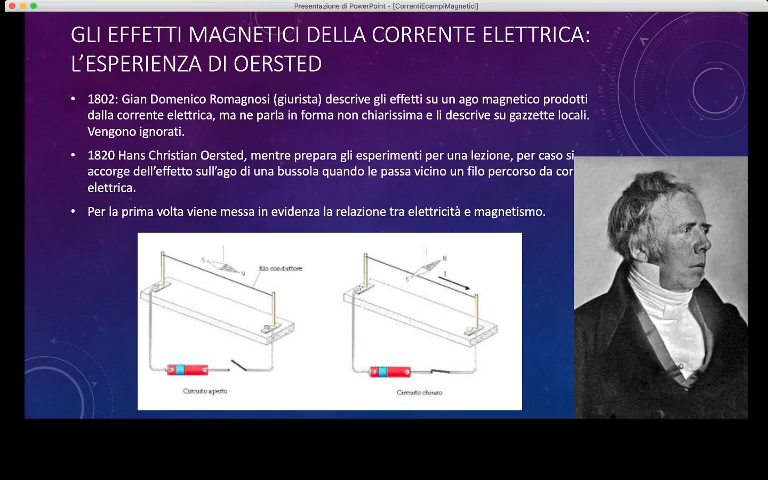 Presentazione di PowerPoint - [CorrentiEcampiMagnetici]
GLI EFFETTI MAGNETICI DELLA CORRENTE ELETTRICA:
L'ESPERIENZA DI OERSTED
• 1802: Gian Domenico Romagnosi (giurista) descrive gli effetti su un ago magnetico prodotti
dalla corrente elettrica, ma ne parla in forma non chiarissima e li descrive su gazzette locali.
Vengono ignorati.
• 1820 Hans Christian Oersted, mentre prepara gli esperimenti per una lezione, per caso si
accorge dell'effetto sull'ago di una bussola quando le passa vicino un filo percorso da cor
elettrica.
• Per la prima volta viene messa in evidenza la relazione tra elettricità e magnetismo.
S N filo conduttore
S N I
Circuito aperto
Circuito chiuso